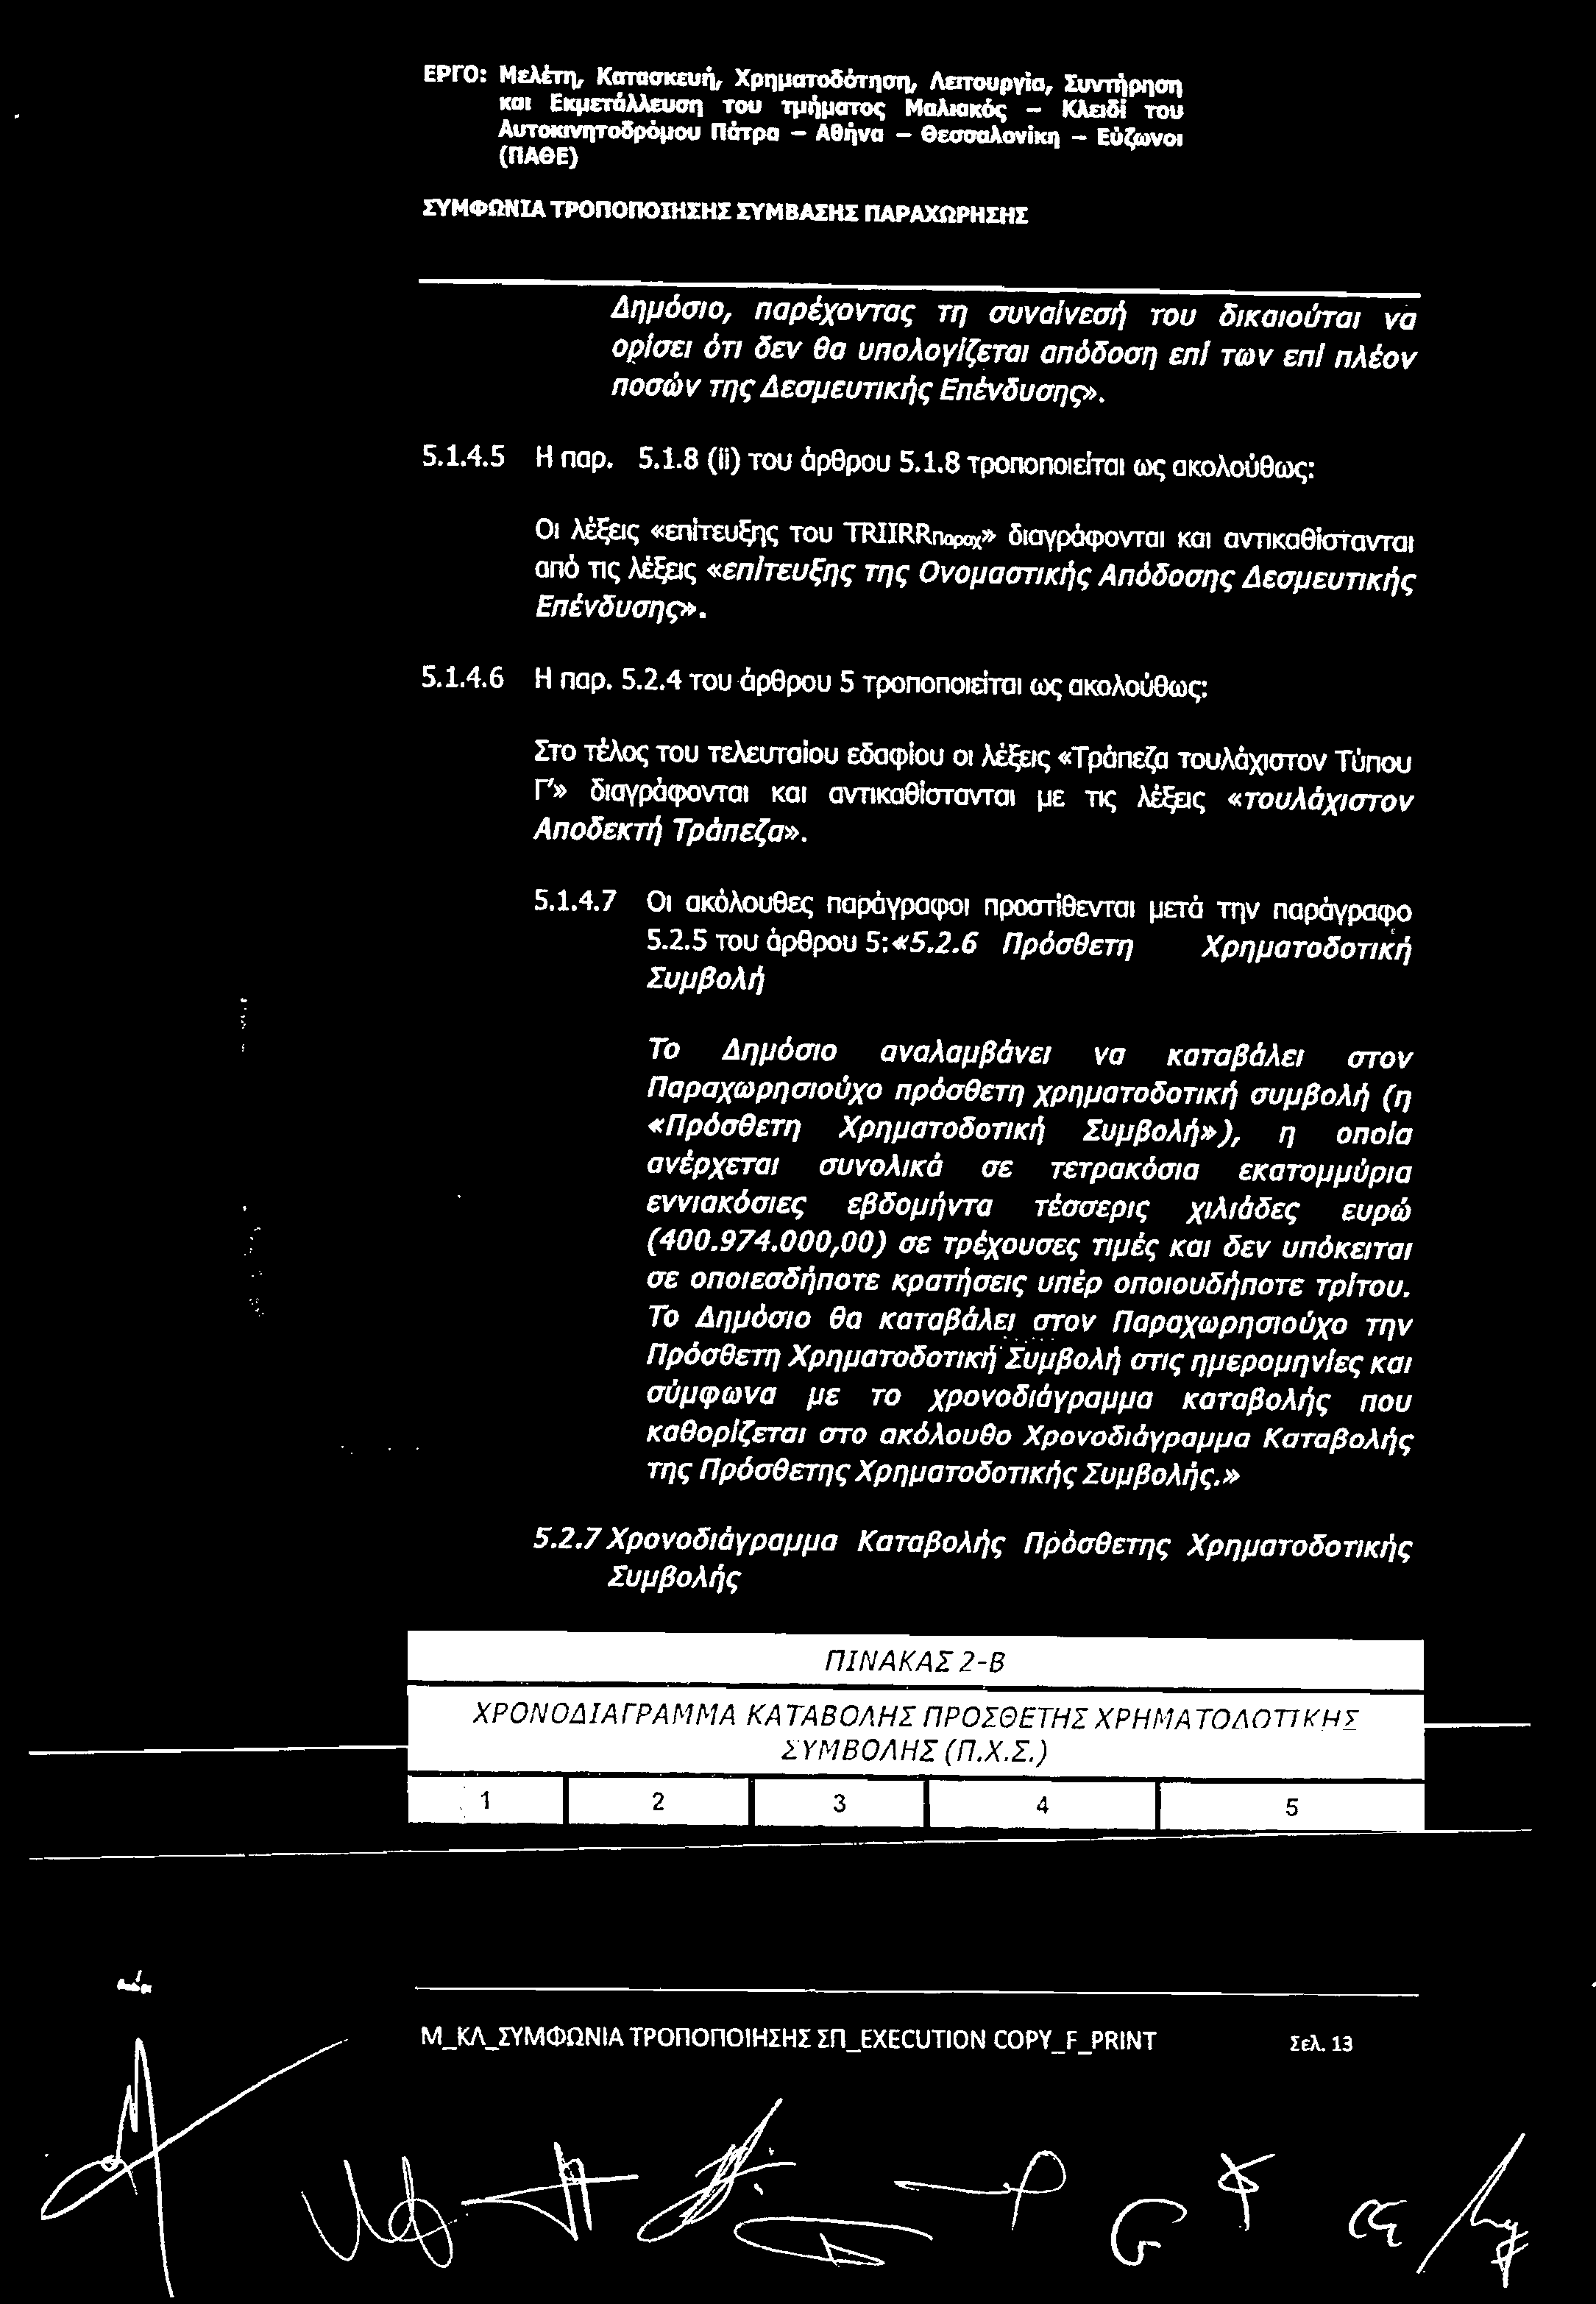 ΕΡΓΟ: Μελέτη, Κατασκευή, Χρηματοδότηση, Λειτουργία, Συντήρηση
και Εκμετάλλευση του τμήματος Μαλιακός – Κλειδί του
Αυτοκινητοδρόμου Πάτρα – Αθήνα – Θεσσαλονίκη – Εύζωνοι
(ΠΑΘΕ)
ΣΥΜΦΩΝΙΑ ΤΡΟΠΟΠΟΙΗΣΗΣ ΣΥΜΒΑΣΗΣ ΠΑΡΑΧΩΡΗΣΗΣ
Δημόσιο, παρέχοντας τη συναίνεσή του δικαιούται να
ορίσει ότι δεν θα υπολογίζεται απόδοση επί των επί πλέον
ποσών της Δεσμευτικής Επένδυσης».
5.1.4.5 Η παρ. 5.1.8 (ii) του άρθρου 5.1.8 τροποποιείται ως ακολούθως:
Οι λέξεις «επίτευξης του TRIIRRπαραχ» διαγράφονται και αντικαθίστανται
από τις λέξεις «επίτευξης της Ονομαστικής Απόδοσης Δεσμευτικής
Επένδυσης».
5.1.4.6 Η παρ. 5.2.4 του άρθρου 5 τροποποιείται ως ακολούθως:
Στο τέλος του τελευταίου εδαφίου οι λέξεις «Τράπεζα τουλάχιστον Τύπου
Γ'» διαγράφονται και αντικαθίστανται με τις λέξεις «τουλάχιστον
Αποδεκτή Τράπεζα».
5.1.4.7 Οι ακόλουθες παράγραφοι προστίθενται μετά την παράγραφο
5.2.5 του άρθρου 5:«5.2.6 Πρόσθετη Χρηματοδοτική
Συμβολή
Το Δημόσιο αναλαμβάνει να καταβάλει στον
Παραχωρησιούχο πρόσθετη χρηματοδοτική συμβολή (η
«Πρόσθετη Χρηματοδοτική Συμβολή»), η οποία
ανέρχεται συνολικά σε τετρακόσια εκατομμύρια
εννιακόσιες εβδομήντα τέσσερις χιλιάδες ευρώ
(400.974.000,00) σε τρέχουσες τιμές και δεν υπόκειται
σε οποιεσδήποτε κρατήσεις υπέρ οποιουδήποτε τρίτου.
Το Δημόσιο θα καταβάλει στον Παραχωρησιούχο την
Πρόσθετη Χρηματοδοτική Συμβολή στις ημερομηνίες και
σύμφωνα με το χρονοδιάγραμμα καταβολής που
καθορίζεται στο ακόλουθο Χρονοδιάγραμμα Καταβολής
της Πρόσθετης Χρηματοδοτικής Συμβολής.»
5.2.7 Χρονοδιάγραμμα Καταβολής Πρόσθετης Χρηματοδοτικής
Συμβολής
ΠΙΝΑΚΑΣ 2-Β
ΧΡΟΝΟΔΙΑΓΡΑΜΜΑ ΚΑΤΑΒΟΛΗΣ ΠΡΟΣΘΕΤΗΣ ΧΡΗΜΑΤΟΔΟΤΙΚΗΣ
ΣΥΜΒΟΛΗΣ (Π.Χ.Σ.)
1 2 3 4 5
Μ_ΚΛ_ΣΥΜΦΩΝΙΑ ΤΡΟΠΟΠΟΙΗΣΗΣ ΣΠ_EXECUTION COPY_F_PRINT Σελ. 13